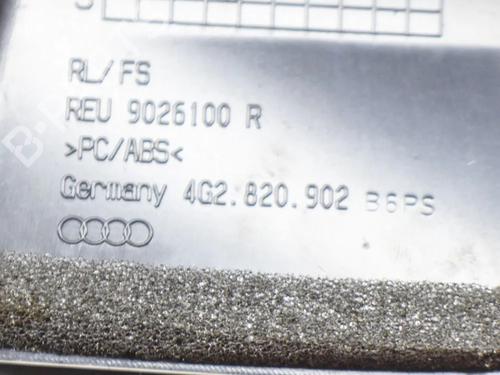 RL/FS
REU 9026100 R
>PC/ABS<
Germany 4G2.820.902 B6PS